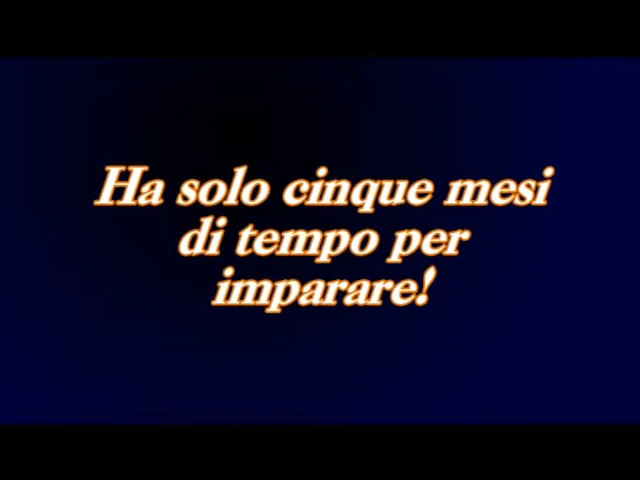 Ha solo cinque mesi
di tempo per
imparare!